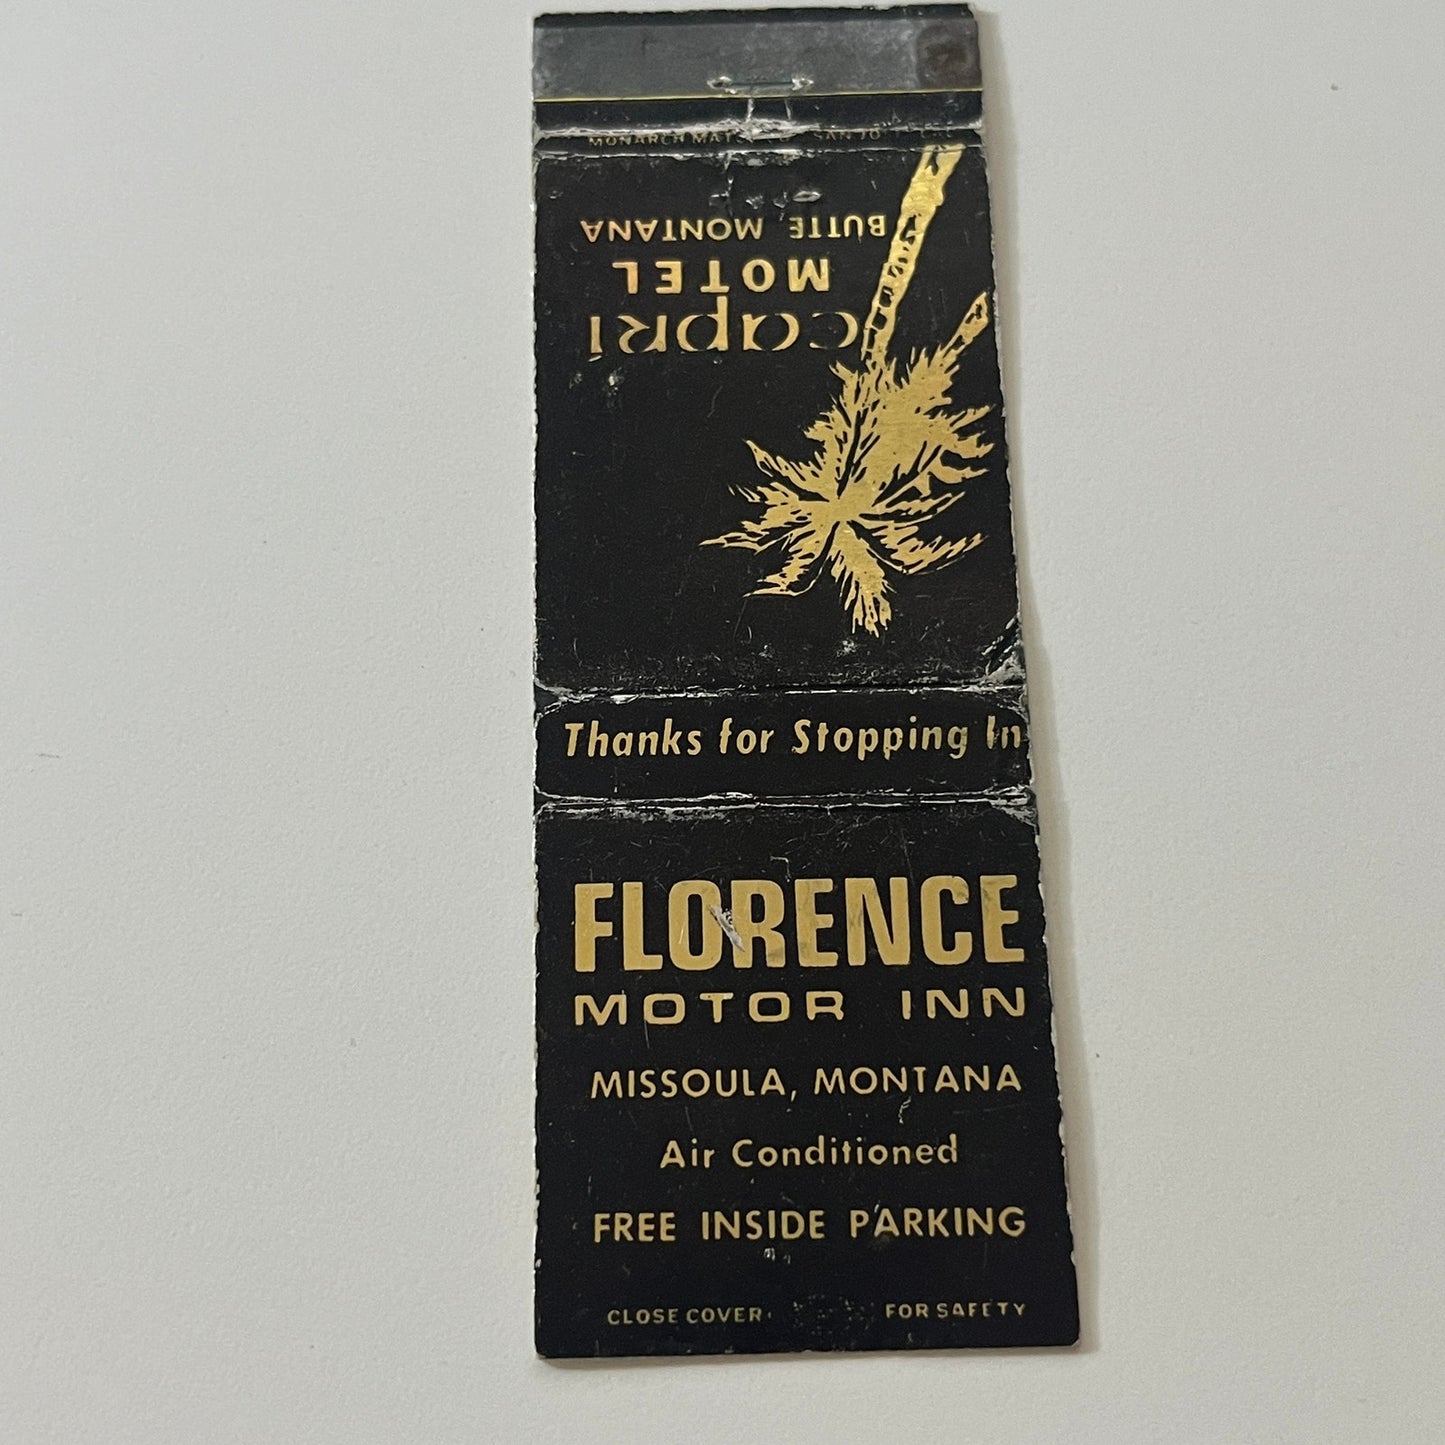 MONARCH
BUTTE MONTANA
MOTEL
capri
Thanks for Stopping In
FLORENCE
MOTOR INN
MISSOULA, MONTANA
Air Conditioned
FREE INSIDE PARKING
CLOSE COVER FOR SAFETY